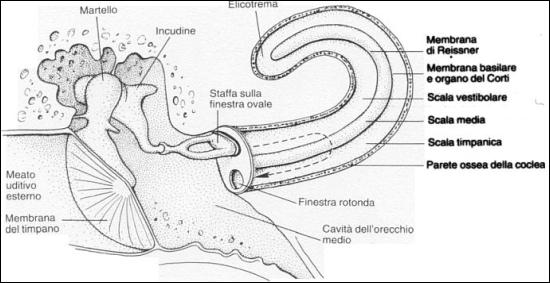 Elicotrema
Martello
Incudine
Staffa sulla
finestra ovale
Membrana
di Reissner
Membrana basilare
e organo del Corti
Scala vestibolare
Scala media
Scala timpanica
Parete ossea della coclea
Meato
uditivo
esterno
Membrana
del timpano
Finestra rotonda
Cavità dell'orecchio
medio